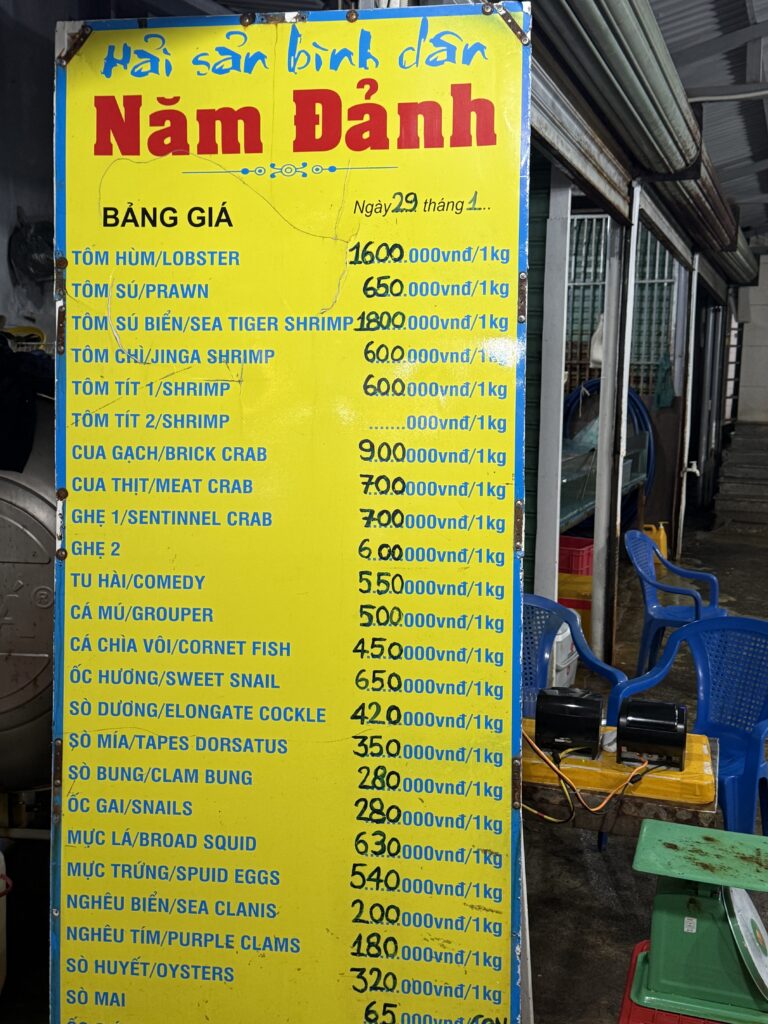 Hải sản bình dân
Năm Đảnh
BẢNG GIÁ Ngày 29 tháng 1...
TÔM HÙM/LOBSTER 1600.000vnđ/1kg
TÔM SÚ/PRAWN 650.000vnđ/1kg
TÔM SÚ BIỂN/SEA TIGER SHRIMP 1800.000vnđ/1kg
TÔM CHÌ/JINGA SHRIMP 600.000vnđ/1kg
TÔM TÍT 1/SHRIMP 600.000vnđ/1kg
TÔM TÍT 2/SHRIMP .......000vnđ/1kg
CUA GẠCH/BRICK CRAB 900.000vnđ/1kg
CUA THỊT/MEAT CRAB 700.000vnđ/1kg
GHẸ 1/SENTINNEL CRAB 700.000vnđ/1kg
GHẸ 2 600.000vnđ/1kg
TU HÀI/COMEDY 550.000vnđ/1kg
CÁ MÚ/GROUPER 500.000vnđ/1kg
CÁ CHÌA VÔI/CORNET FISH 450.000vnđ/1kg
ỐC HƯƠNG/SWEET SNAIL 650.000vnđ/1kg
SÒ DƯƠNG/ELONGATE COCKLE 420.000vnđ/1kg
SÒ MÍA/TAPES DORSATUS 350.000vnđ/1kg
SÒ BUNG/CLAM BUNG 280.000vnđ/1kg
ỐC GAI/SNAILS 280.000vnđ/1kg
MỰC LÁ/BROAD SQUID 630.000vnđ/1kg
MỰC TRỨNG/SPUID EGGS 540.000vnđ/1kg
NGHÊU BIỂN/SEA CLANIS 200.000vnđ/1kg
NGHÊU TÍM/PURPLE CLAMS 180.000vnđ/1kg
SÒ HUYẾT/OYSTERS 320.000vnđ/1kg
SÒ MAI 65.000vnđ/CON